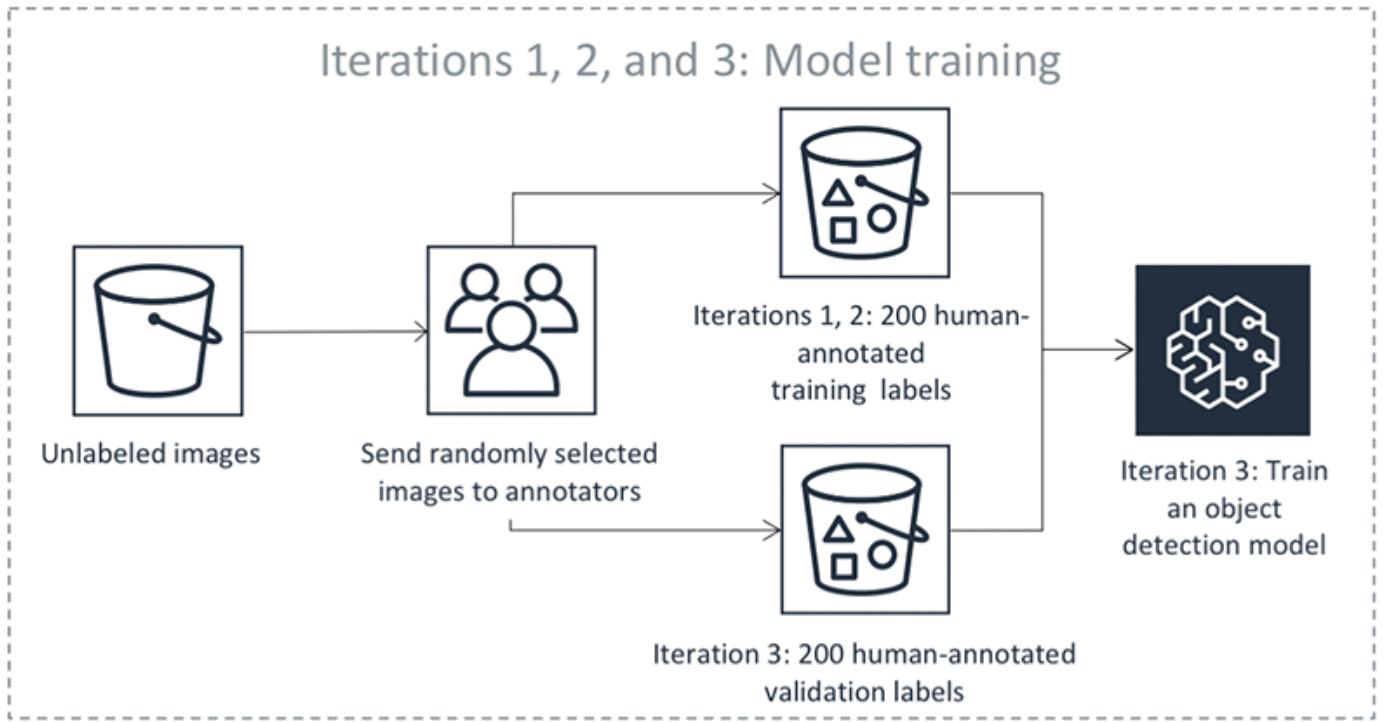 Iterations 1, 2, and 3: Model training
Unlabeled images
Send randomly selected
images to annotators
Iterations 1, 2: 200 human-
annotated
training labels
Iteration 3: 200 human-annotated
validation labels
Iteration 3: Train
an object
detection model